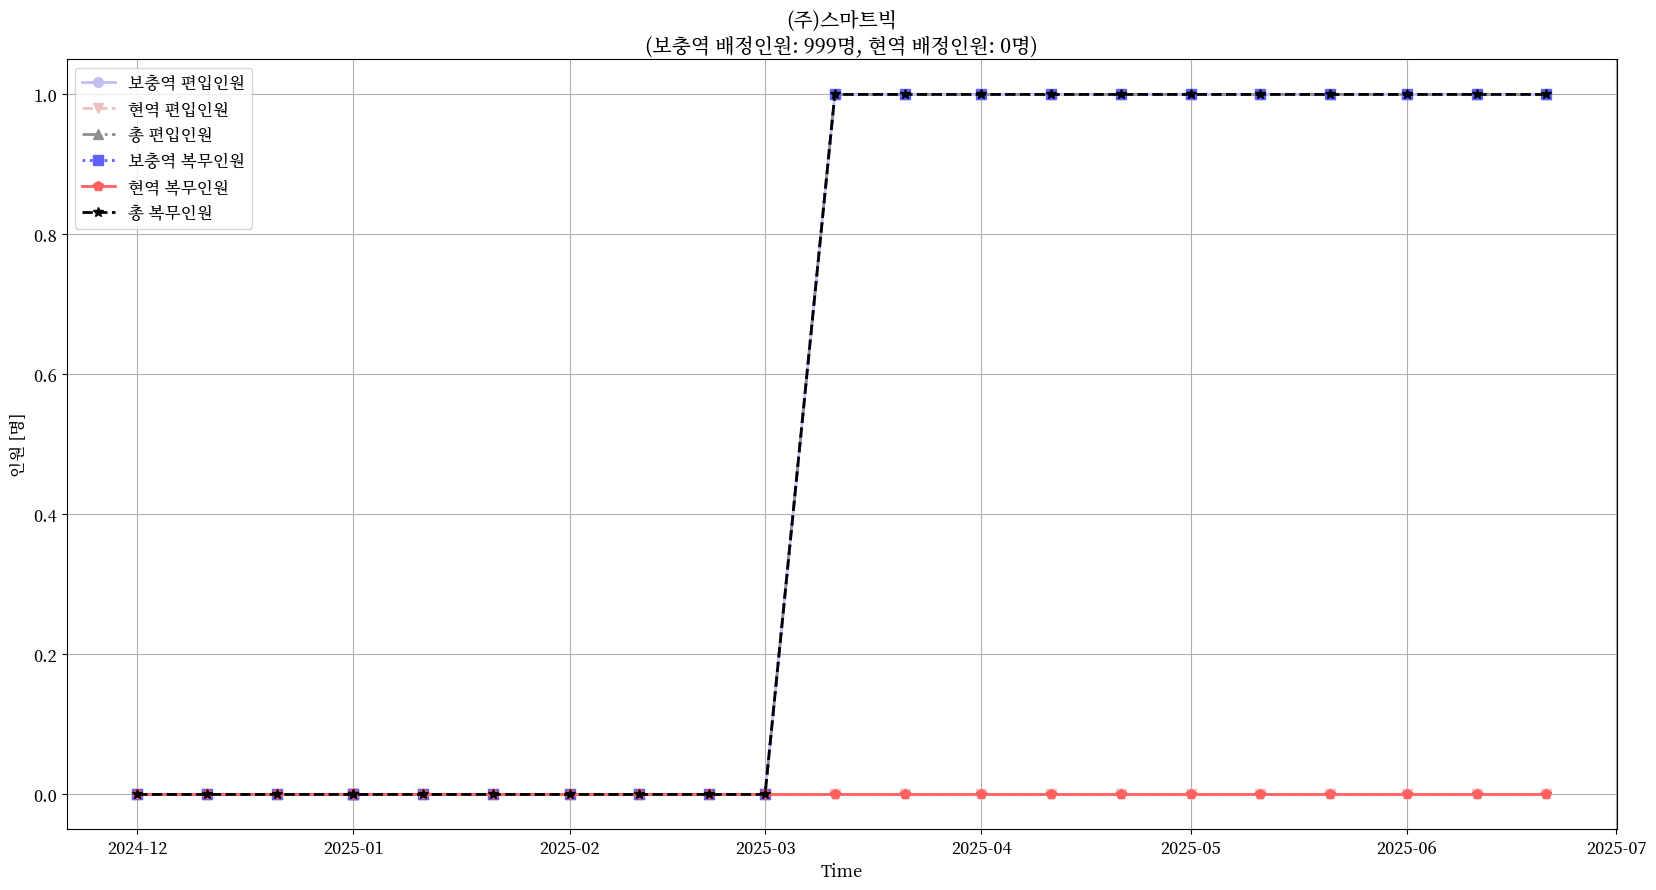 (주)스마트빅
(보충역 배정인원: 999명, 현역 배정인원: 0명)
보충역 편입인원
현역 편입인원
총 편입인원
보충역 복무인원
현역 복무인원
총 복무인원
1.0
0.8
0.6
0.4
0.2
0.0
인원 [명]
2024-12
2025-01
2025-02
2025-03
2025-04
2025-05
2025-06
2025-07
Time